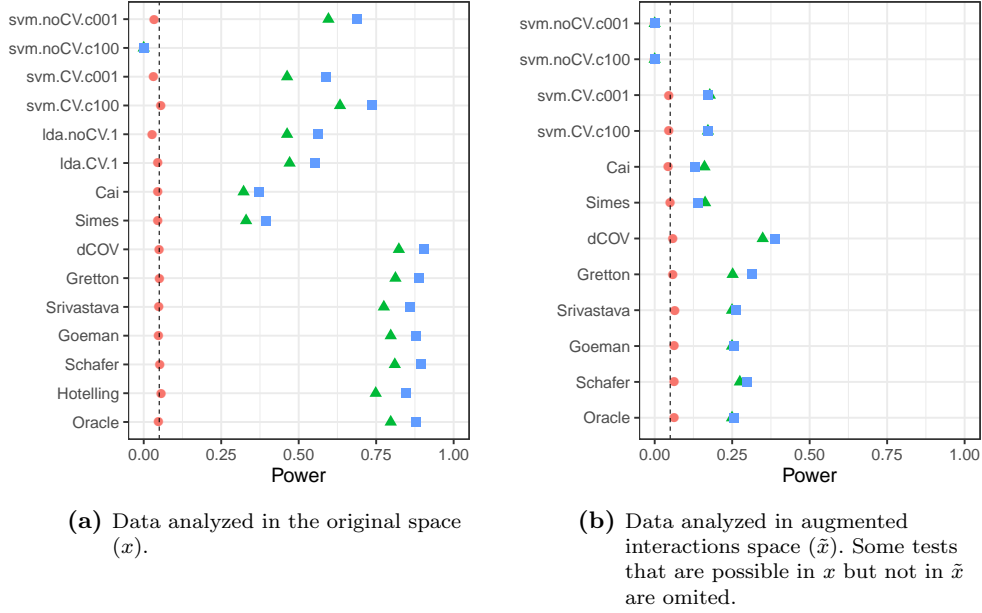 svm.noCV.c001
svm.noCV.c100
svm.CV.c001
svm.CV.c100
lda.noCV.1
lda.CV.1
Cai
Simes
dCOV
Gretton
Srivastava
Goeman
Schafer
Hotelling
Oracle
0.00 0.25 0.50 0.75 1.00
Power
(a) Data analyzed in the original space
(x).
svm.noCV.c001
svm.noCV.c100
svm.CV.c001
svm.CV.c100
Cai
Simes
dCOV
Gretton
Srivastava
Goeman
Schafer
Oracle
0.00 0.25 0.50 0.75 1.00
Power
(b) Data analyzed in augmented
interactions space (x̃). Some tests
that are possible in x but not in x̃
are omited.